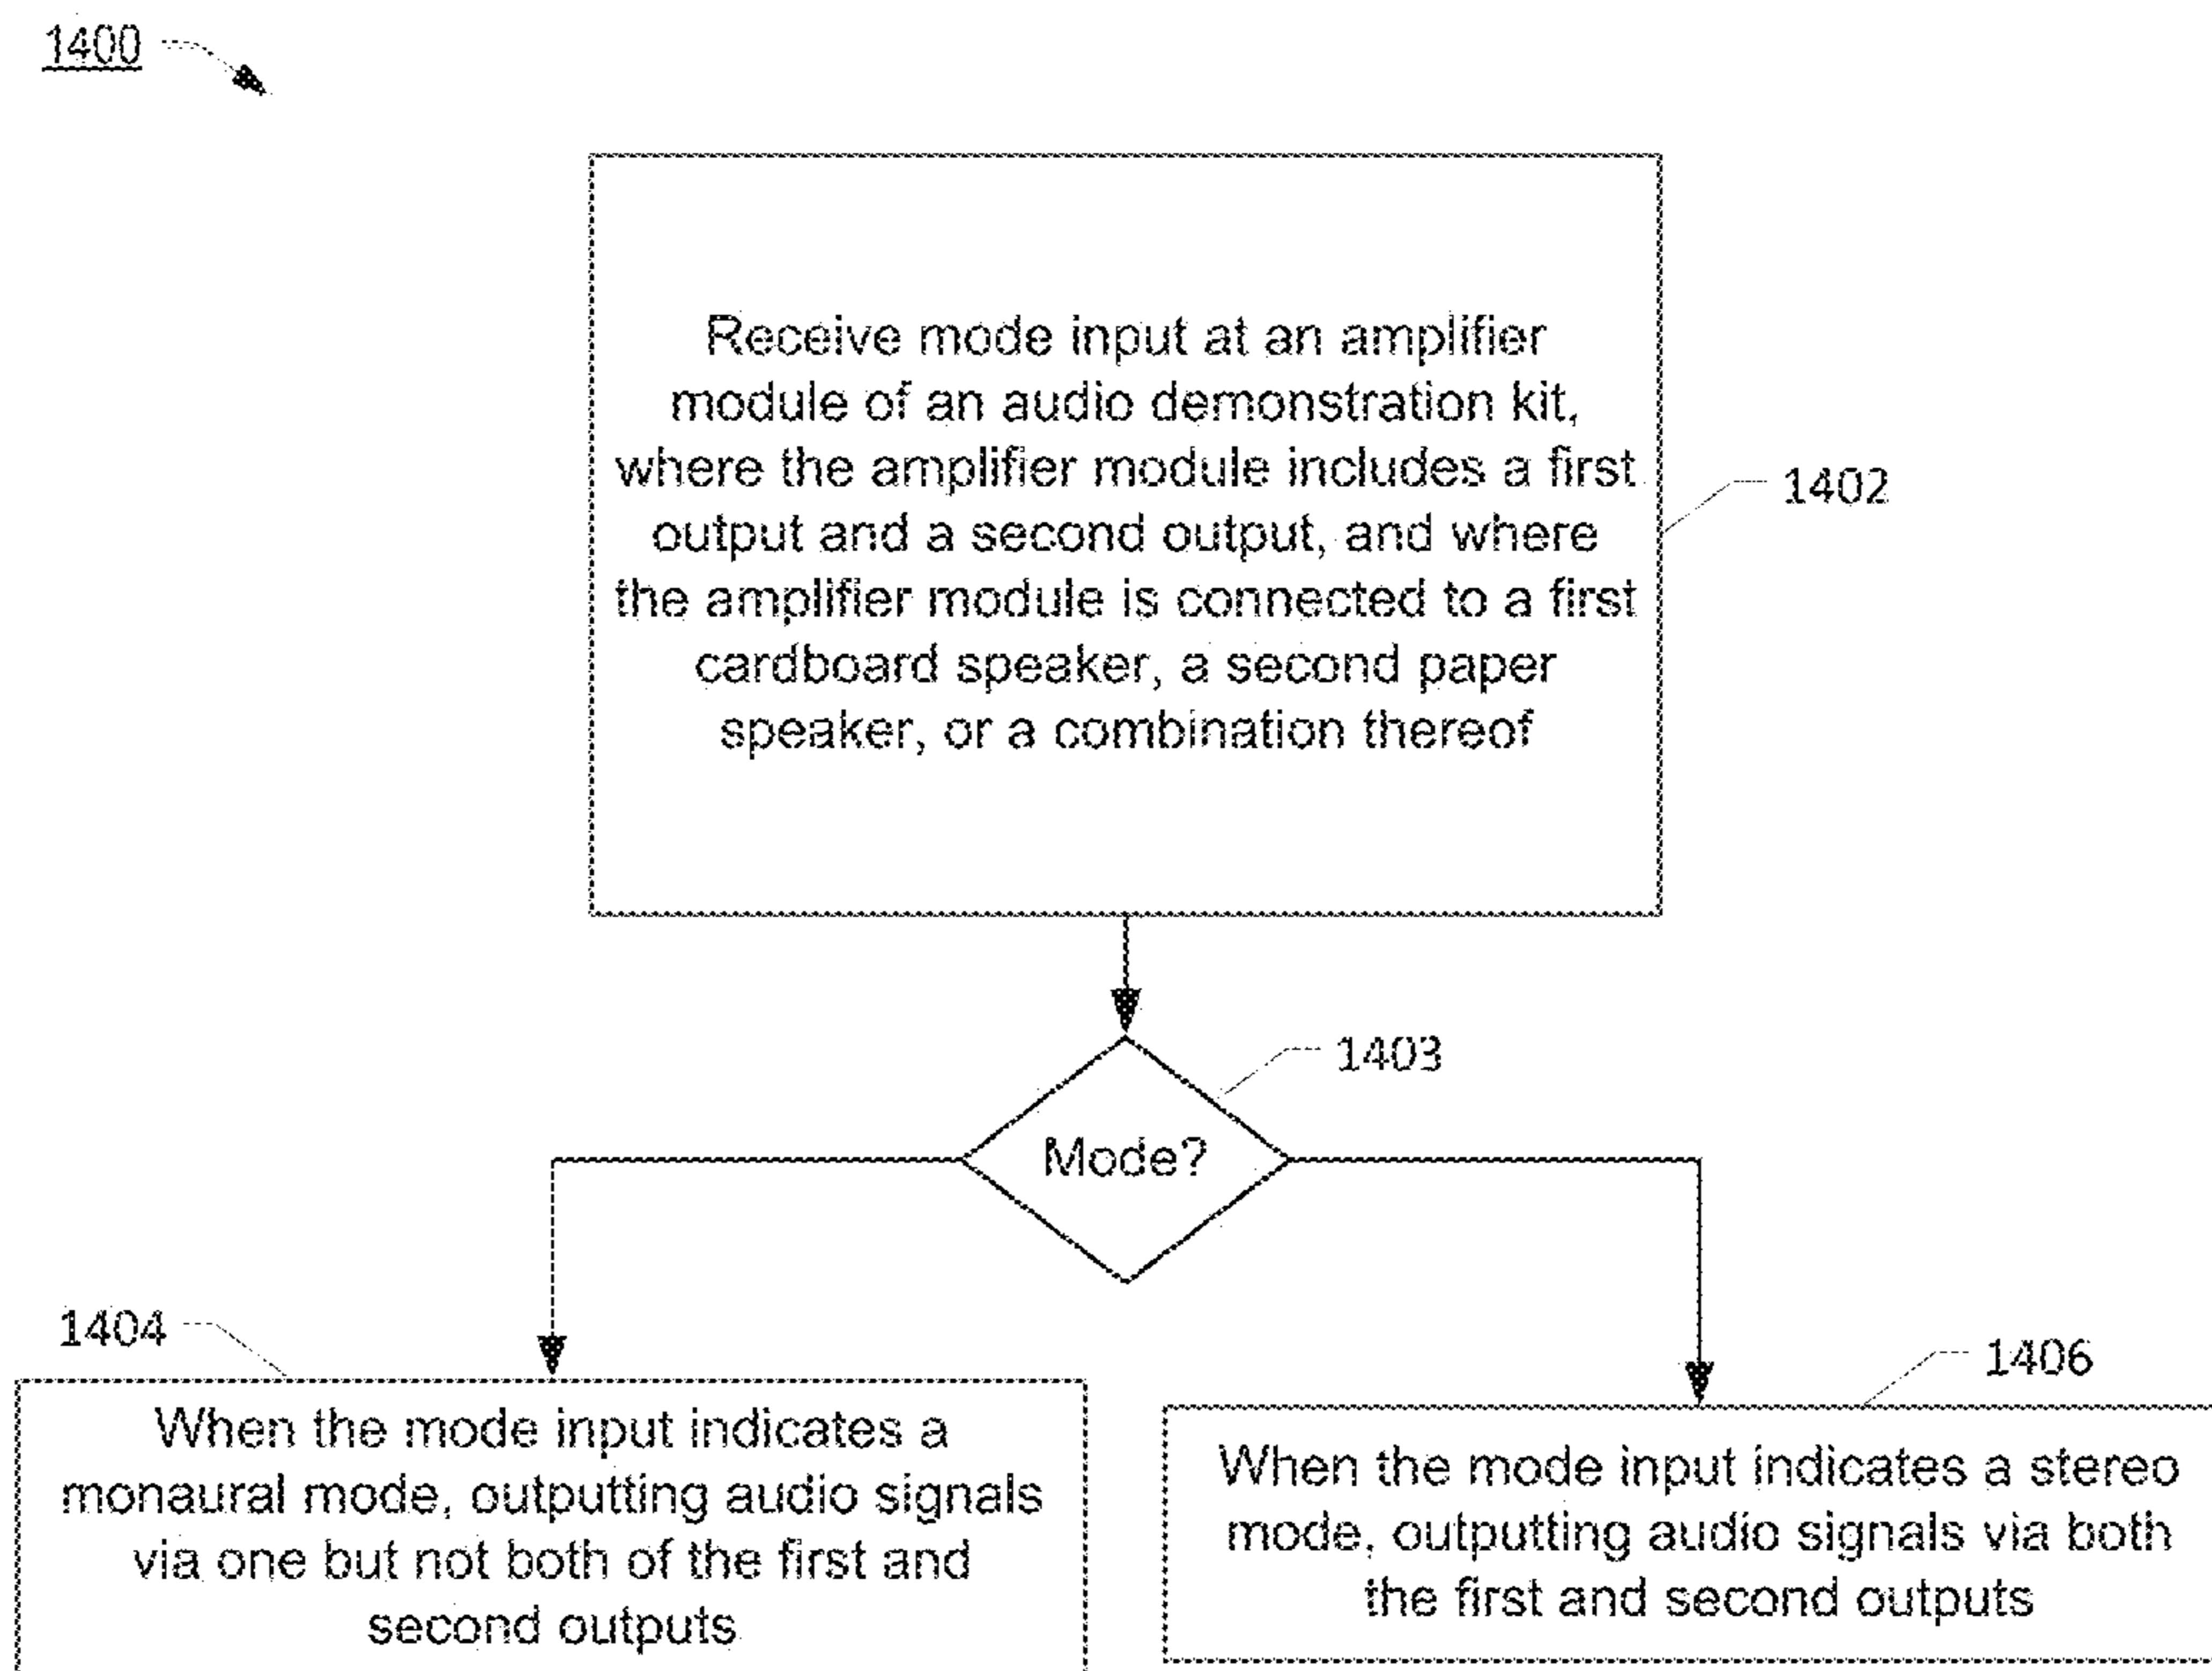 1400
Receive mode input at an amplifier
module of an audio demonstration kit,
where the amplifier module includes a first
output and a second output, and where
the amplifier module is connected to a first
cardboard speaker, a second paper
speaker, or a combination thereof
1402
1403
Mode?
1404
When the mode input indicates a
monaural mode, outputting audio signals
via one but not both of the first and
second outputs
1406
When the mode input indicates a stereo
mode, outputting audio signals via both
the first and second outputs